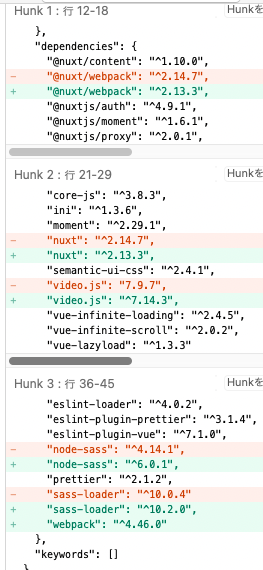 Hunk 1 : 行 12-18
Hunkを
},
"dependencies": {
"@nuxt/content": "^1.10.0",
- "@nuxt/webpack": "^2.14.7",
+ "@nuxt/webpack": "^2.13.3",
"@nuxtjs/auth": "^4.9.1",
"@nuxtjs/moment": "^1.6.1",
"@nuxtjs/proxy": "^2.0.1",
Hunk 2 : 行 21-29
Hunkを
"core-js": "^3.8.3",
"ini": "^1.3.6",
"moment": "^2.29.1",
- "nuxt": "^2.14.7",
+ "nuxt": "^2.13.3",
"semantic-ui-css": "^2.4.1",
- "video.js": "7.9.7",
+ "video.js": "^7.14.3",
"vue-infinite-loading": "^2.4.5",
"vue-infinite-scroll": "^2.0.2",
"vue-lazyload": "^1.3.3"
Hunk 3 : 行 36-45
Hunkを
"eslint-loader": "^4.0.2",
"eslint-plugin-prettier": "^3.1.4",
"eslint-plugin-vue": "^7.1.0",
- "node-sass": "^4.14.1",
+ "node-sass": "^6.0.1",
"prettier": "^2.1.2",
- "sass-loader": "^10.0.4"
+ "sass-loader": "^10.2.0",
+ "webpack": "^4.46.0"
},
"keywords": []
}